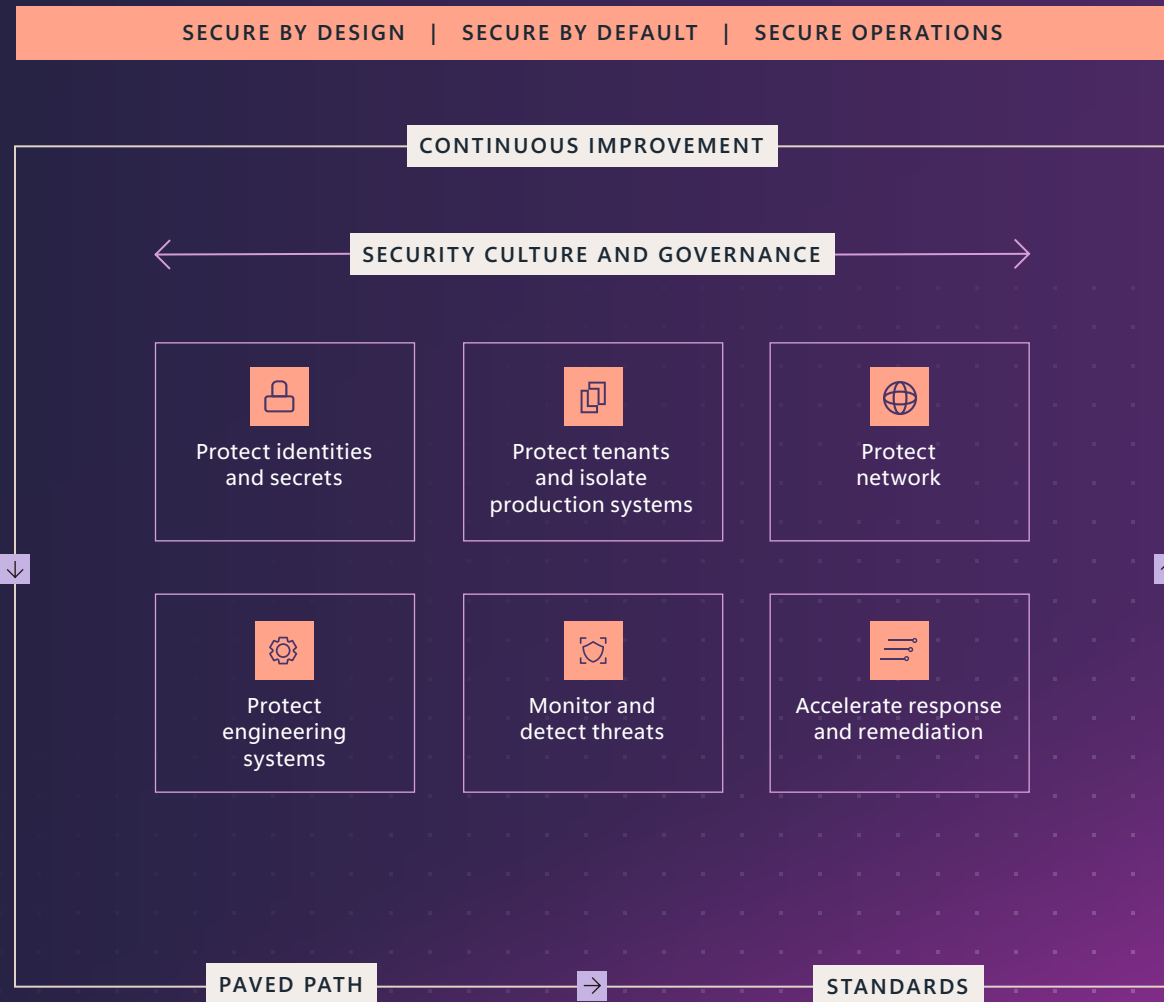 SECURE BY DESIGN | SECURE BY DEFAULT | SECURE OPERATIONS
CONTINUOUS IMPROVEMENT
SECURITY CULTURE AND GOVERNANCE
Protect identities
and secrets
Protect tenants
and isolate
production systems
Protect
network
Protect
engineering
systems
Monitor and
detect threats
Accelerate response
and remediation
PAVED PATH
STANDARDS